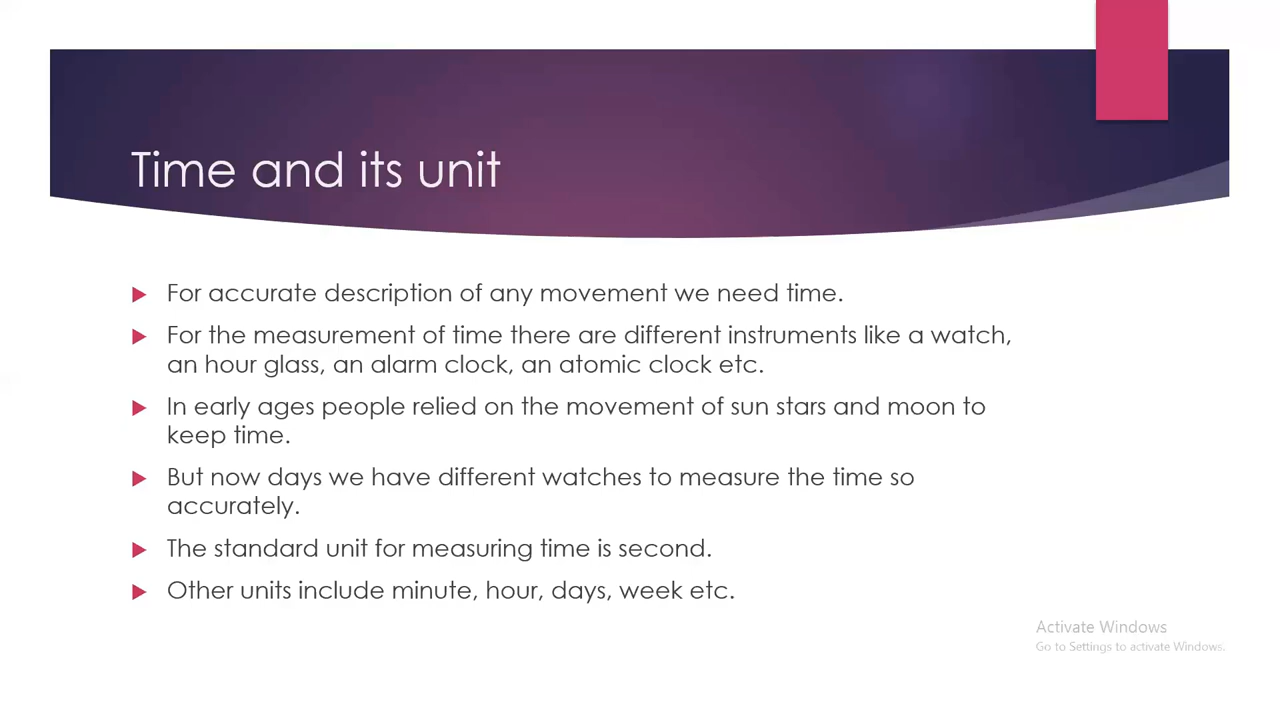 Time and its unit
For accurate description of any movement we need time.
For the measurement of time there are different instruments like a watch,
an hour glass, an alarm clock, an atomic clock etc.
In early ages people relied on the movement of sun stars and moon to
keep time.
But now days we have different watches to measure the time so
accurately.
The standard unit for measuring time is second.
Other units include minute, hour, days, week etc.
Activate Windows
Go to Settings to activate Windows.